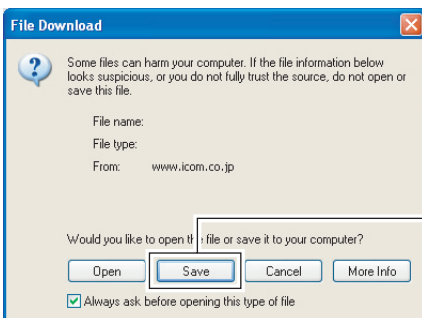 File Download
Some files can harm your computer. If the file information below
looks suspicious, or you do not fully trust the source, do not open or
save this file.
File name:
File type:
From: www.icom.co.jp
Would you like to open the file or save it to your computer?
Open Save Cancel More Info
Always ask before opening this type of file